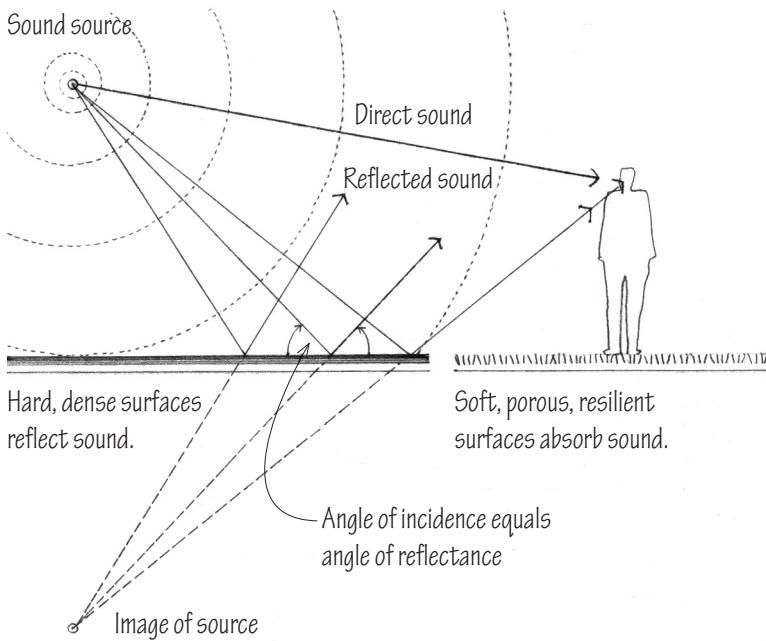 Sound source
Direct sound
Reflected sound
Hard, dense surfaces
reflect sound.
Soft, porous, resilient
surfaces absorb sound.
Angle of incidence equals
angle of reflectance
Image of source